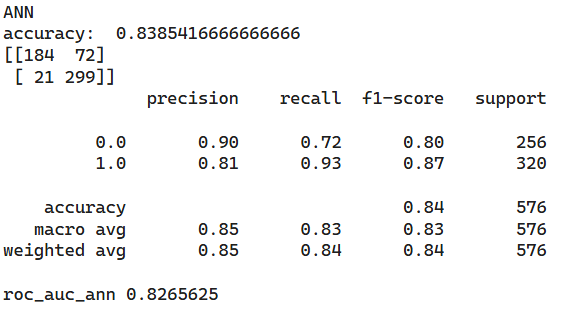 ANN
accuracy:  0.8385416666666666
[[184  72]
 [ 21 299]]
              precision    recall  f1-score   support

         0.0       0.90      0.72      0.80       256
         1.0       0.81      0.93      0.87       320

    accuracy                           0.84       576
   macro avg       0.85      0.83      0.83       576
weighted avg       0.85      0.84      0.84       576

roc_auc_ann 0.8265625